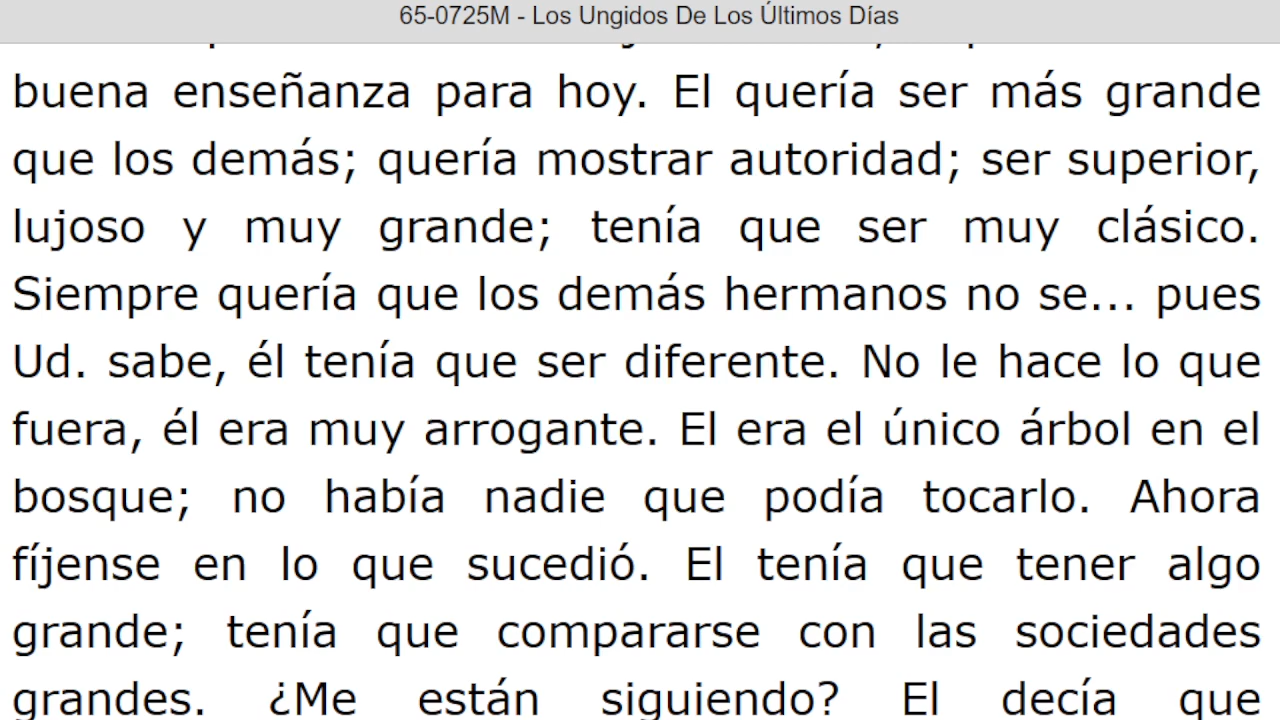 65-0725M - Los Ungidos De Los Últimos Días
buena enseñanza para hoy. El quería ser más grande
que los demás; quería mostrar autoridad; ser superior,
lujoso y muy grande; tenía que ser muy clásico.
Siempre quería que los demás hermanos no se... pues
Ud. sabe, él tenía que ser diferente. No le hace lo que
fuera, él era muy arrogante. El era el único árbol en el
bosque; no había nadie que podía tocarlo. Ahora
fíjense en lo que sucedió. El tenía que tener algo
grande; tenía que compararse con las sociedades
grandes. ¿Me están siguiendo? El decía que